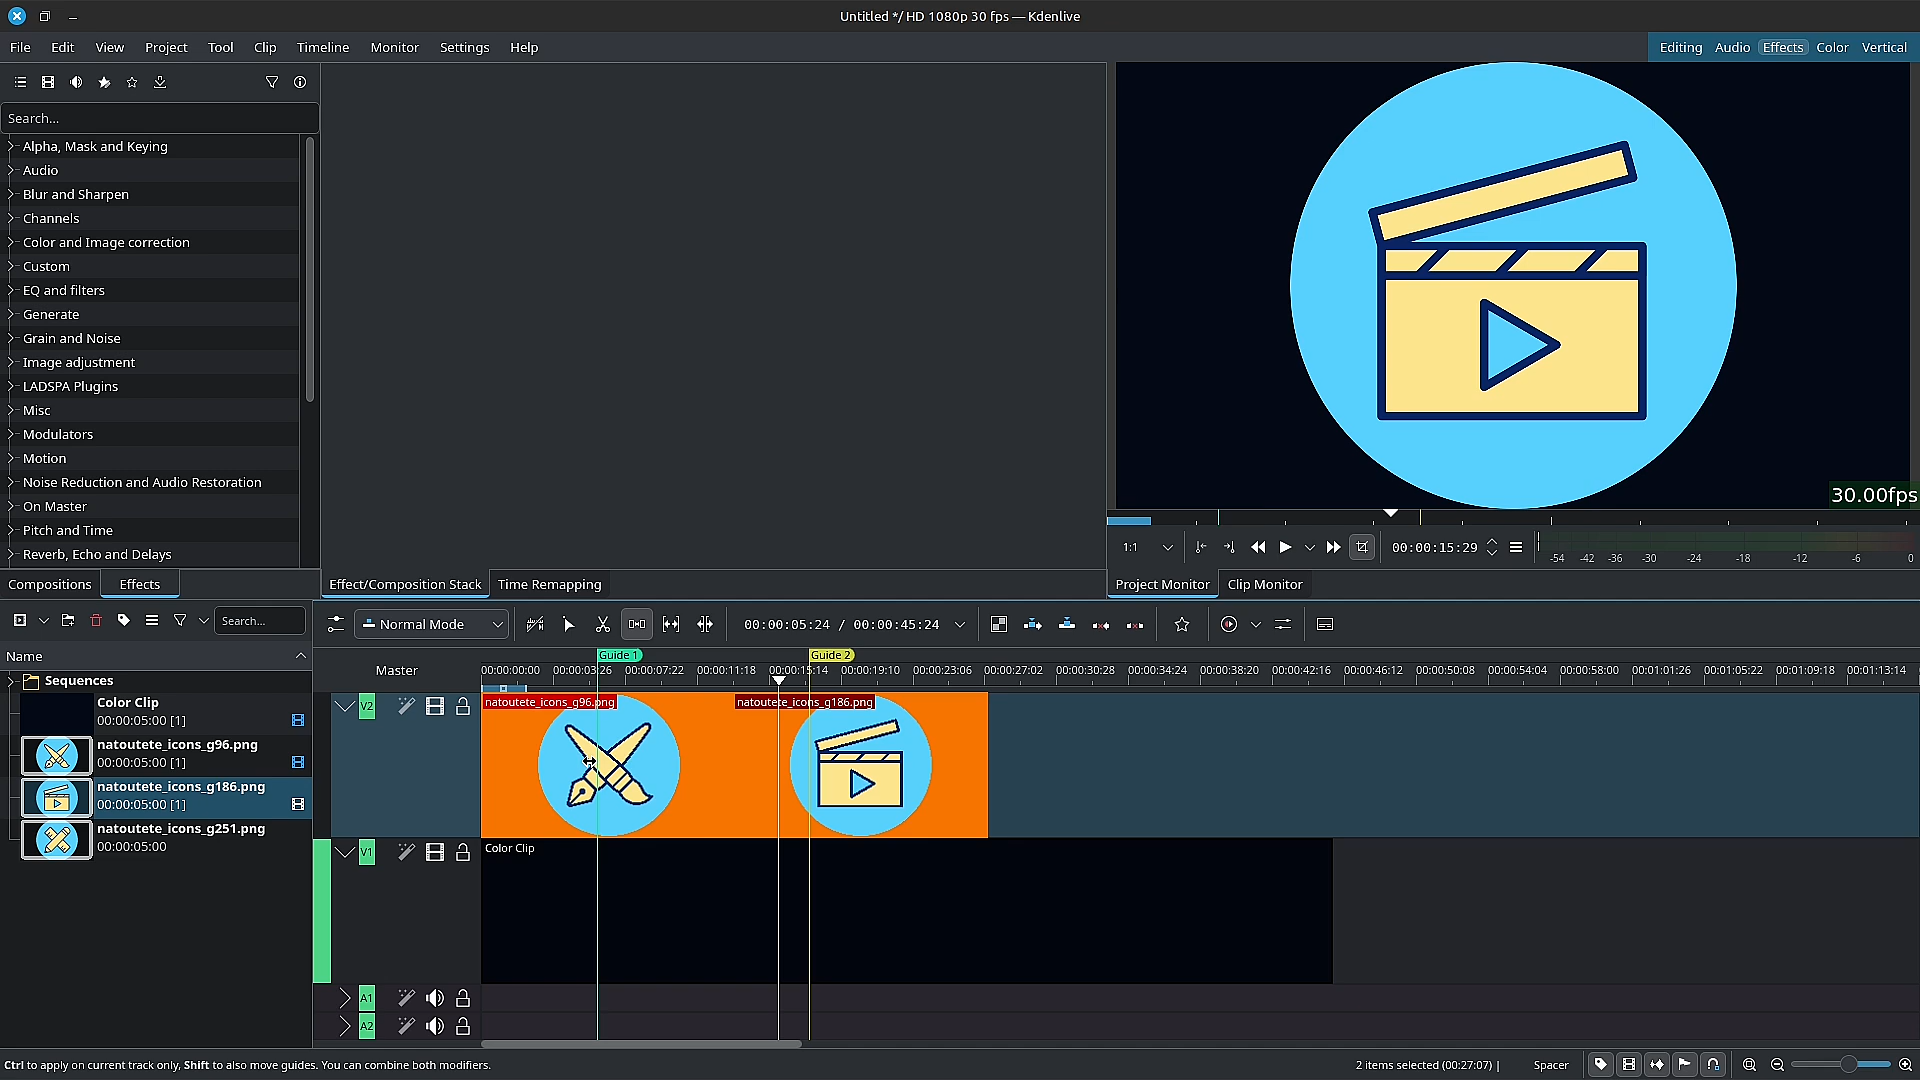 Untitled */ HD 1080p 30 fps — Kdenlive
File Edit View Project Tool Clip Timeline Monitor Settings Help
Editing Audio Effects Color Vertical
Search...
Alpha, Mask and Keying
Audio
Blur and Sharpen
Channels
Color and Image correction
Custom
EQ and filters
Generate
Grain and Noise
Image adjustment
LADSPA Plugins
Misc
Modulators
Motion
Noise Reduction and Audio Restoration
On Master
Pitch and Time
Reverb, Echo and Delays
Compositions Effects
Effect/Composition Stack Time Remapping
30.00fps
1:1 00:00:15:29
-54 -42 -36 -30 -24 -18 -12 -6 0
Project Monitor Clip Monitor
Search...
Name
Sequences
Color Clip
00:00:05:00 [1]
natoutete_icons_g96.png
00:00:05:00 [1]
natoutete_icons_g186.png
00:00:05:00 [1]
natoutete_icons_g251.png
00:00:05:00
Normal Mode 00:00:05:24 / 00:00:45:24
Guide 1 Guide 2
Master
00:00:00:00 00:00:03:26 00:00:07:22 00:00:11:18 00:00:15:14 00:00:19:10 00:00:23:06 00:00:27:02 00:00:30:28 00:00:34:24 00:00:38:20 00:00:42:16 00:00:46:12 00:00:50:08 00:00:54:04 00:00:58:00 00:01:01:26 00:01:05:22 00:01:09:18 00:01:13:14
V2 natoutete_icons_g96.png natoutete_icons_g186.png
V1 Color Clip
A1
A2
Ctrl to apply on current track only, Shift to also move guides. You can combine both modifiers.
2 items selected (00:27:07) | Spacer